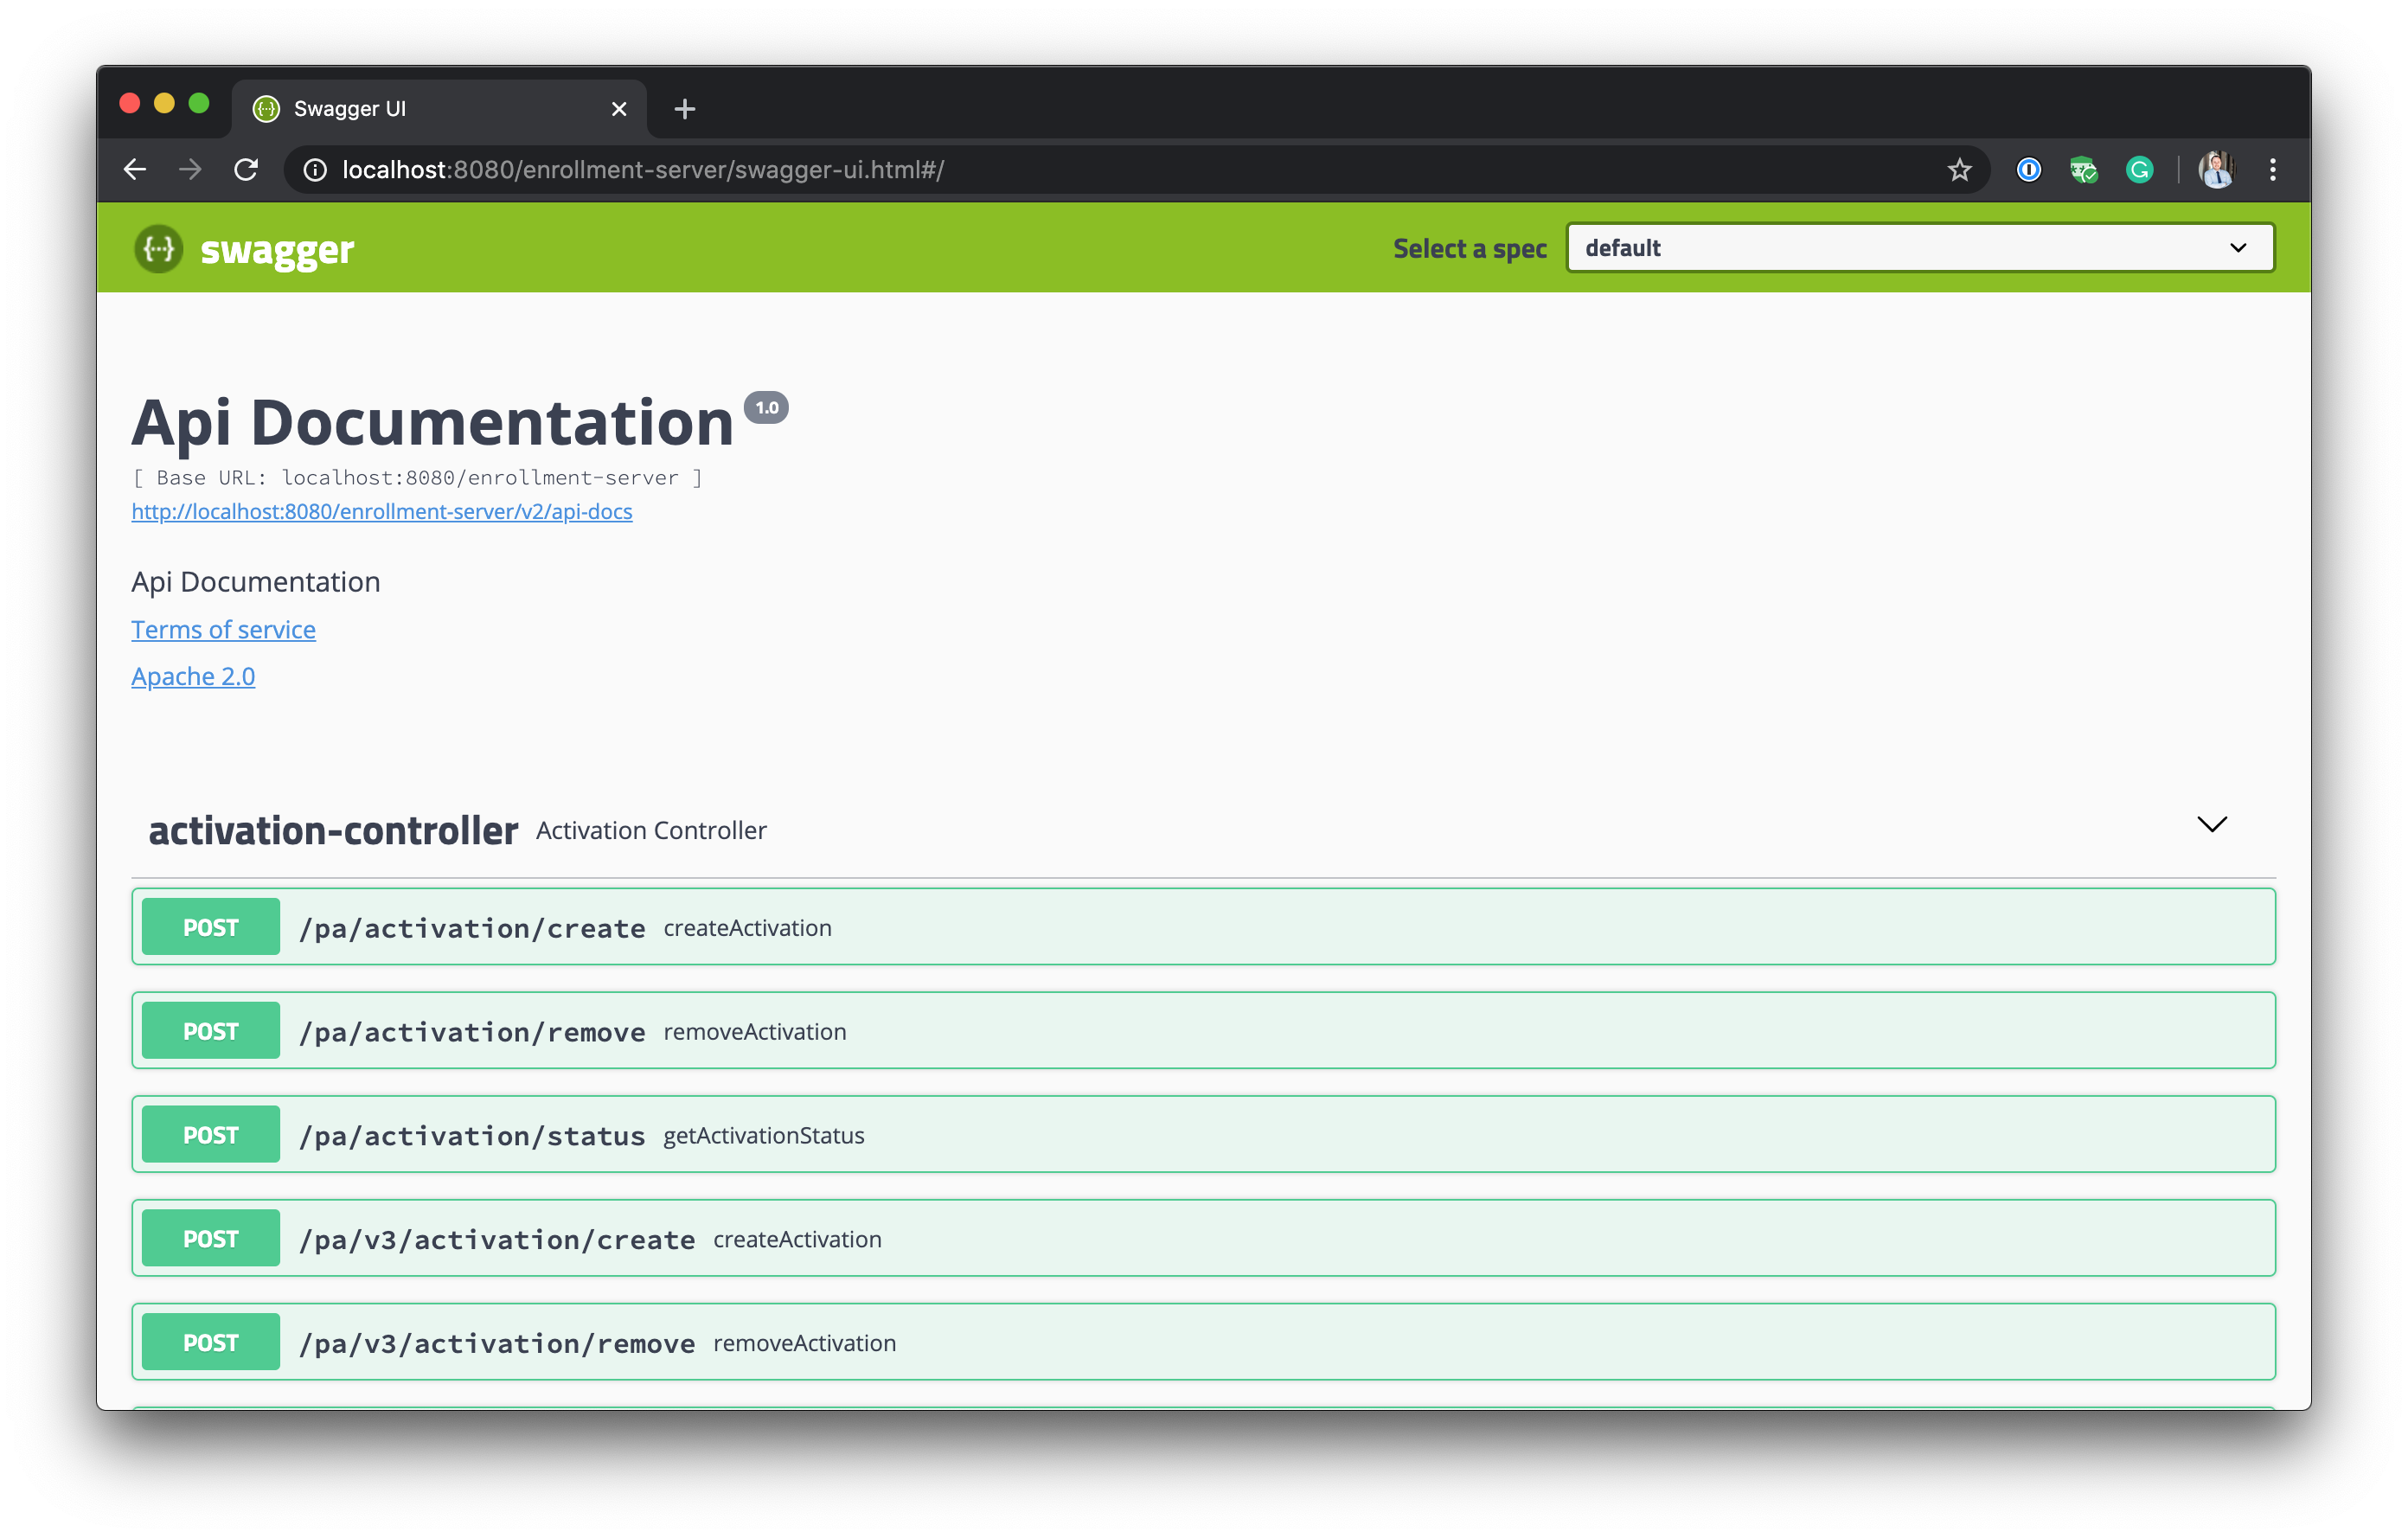 Swagger UI
localhost:8080/enrollment-server/swagger-ui.html#/
swagger
Select a spec default
Api Documentation 1.0
[ Base URL: localhost:8080/enrollment-server ]
http://localhost:8080/enrollment-server/v2/api-docs
Api Documentation
Terms of service
Apache 2.0
activation-controller Activation Controller
POST /pa/activation/create createActivation
POST /pa/activation/remove removeActivation
POST /pa/activation/status getActivationStatus
POST /pa/v3/activation/create createActivation
POST /pa/v3/activation/remove removeActivation